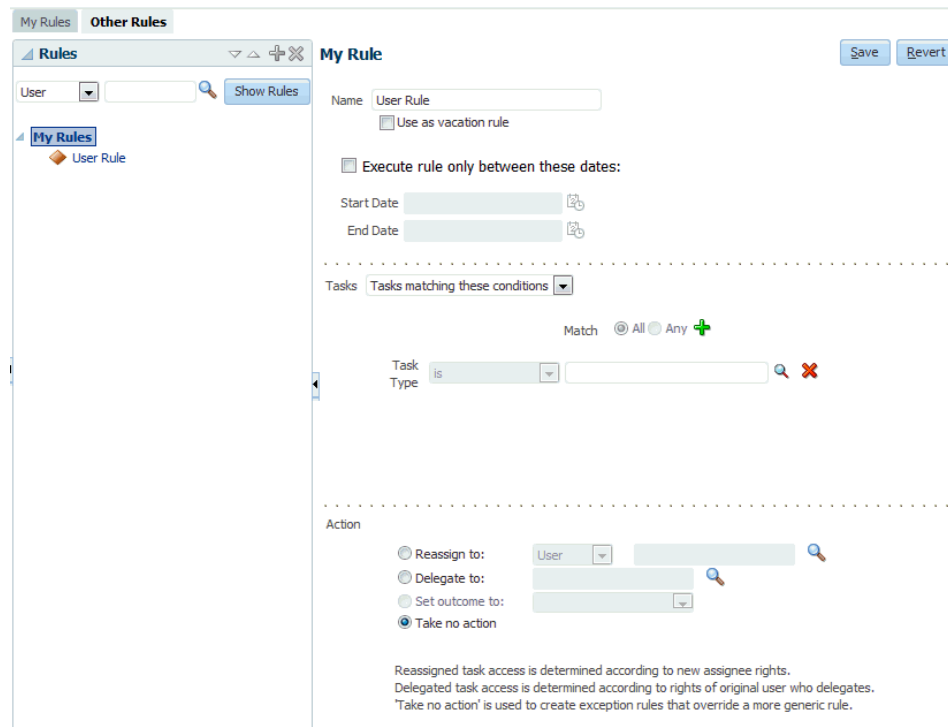 My Rules Other Rules
Rules
User Show Rules
My Rules
User Rule
My Rule Save Revert
Name User Rule
Use as vacation rule
Execute rule only between these dates:
Start Date
End Date
Tasks Tasks matching these conditions
Match All Any
Task Type is
Action
Reassign to: User
Delegate to:
Set outcome to:
Take no action
Reassigned task access is determined according to new assignee rights.
Delegated task access is determined according to rights of original user who delegates.
'Take no action' is used to create exception rules that override a more generic rule.